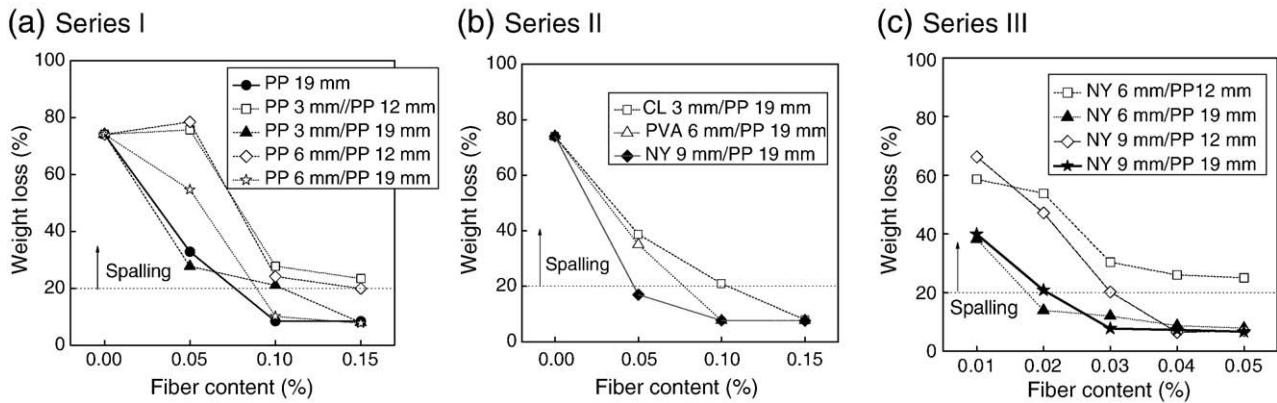 (a) Series I
100
80
60
40
20
0
Weight loss (%)
PP 19 mm
PP 3 mm//PP 12 mm
PP 3 mm/PP 19 mm
PP 6 mm/PP 12 mm
PP 6 mm/PP 19 mm
Spalling
0.00 0.05 0.10 0.15
Fiber content (%)
(b) Series II
100
80
60
40
20
0
Weight loss (%)
CL 3 mm/PP 19 mm
PVA 6 mm/PP 19 mm
NY 9 mm/PP 19 mm
Spalling
0.00 0.05 0.10 0.15
Fiber content (%)
(c) Series III
100
80
60
40
20
0
Weight loss (%)
NY 6 mm/PP12 mm
NY 6 mm/PP 19 mm
NY 9 mm/PP 12 mm
NY 9 mm/PP 19 mm
Spalling
0.01 0.02 0.03 0.04 0.05
Fiber content (%)